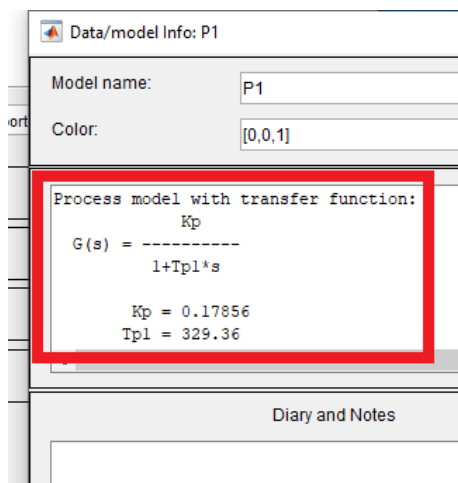 Data/model Info: P1
Model name:
P1
ort
Color:
[0,0,1]
Process model with transfer function:
Kp
G(s) = ----------
1+Tp1*s
Kp = 0.17856
Tp1 = 329.36
Diary and Notes